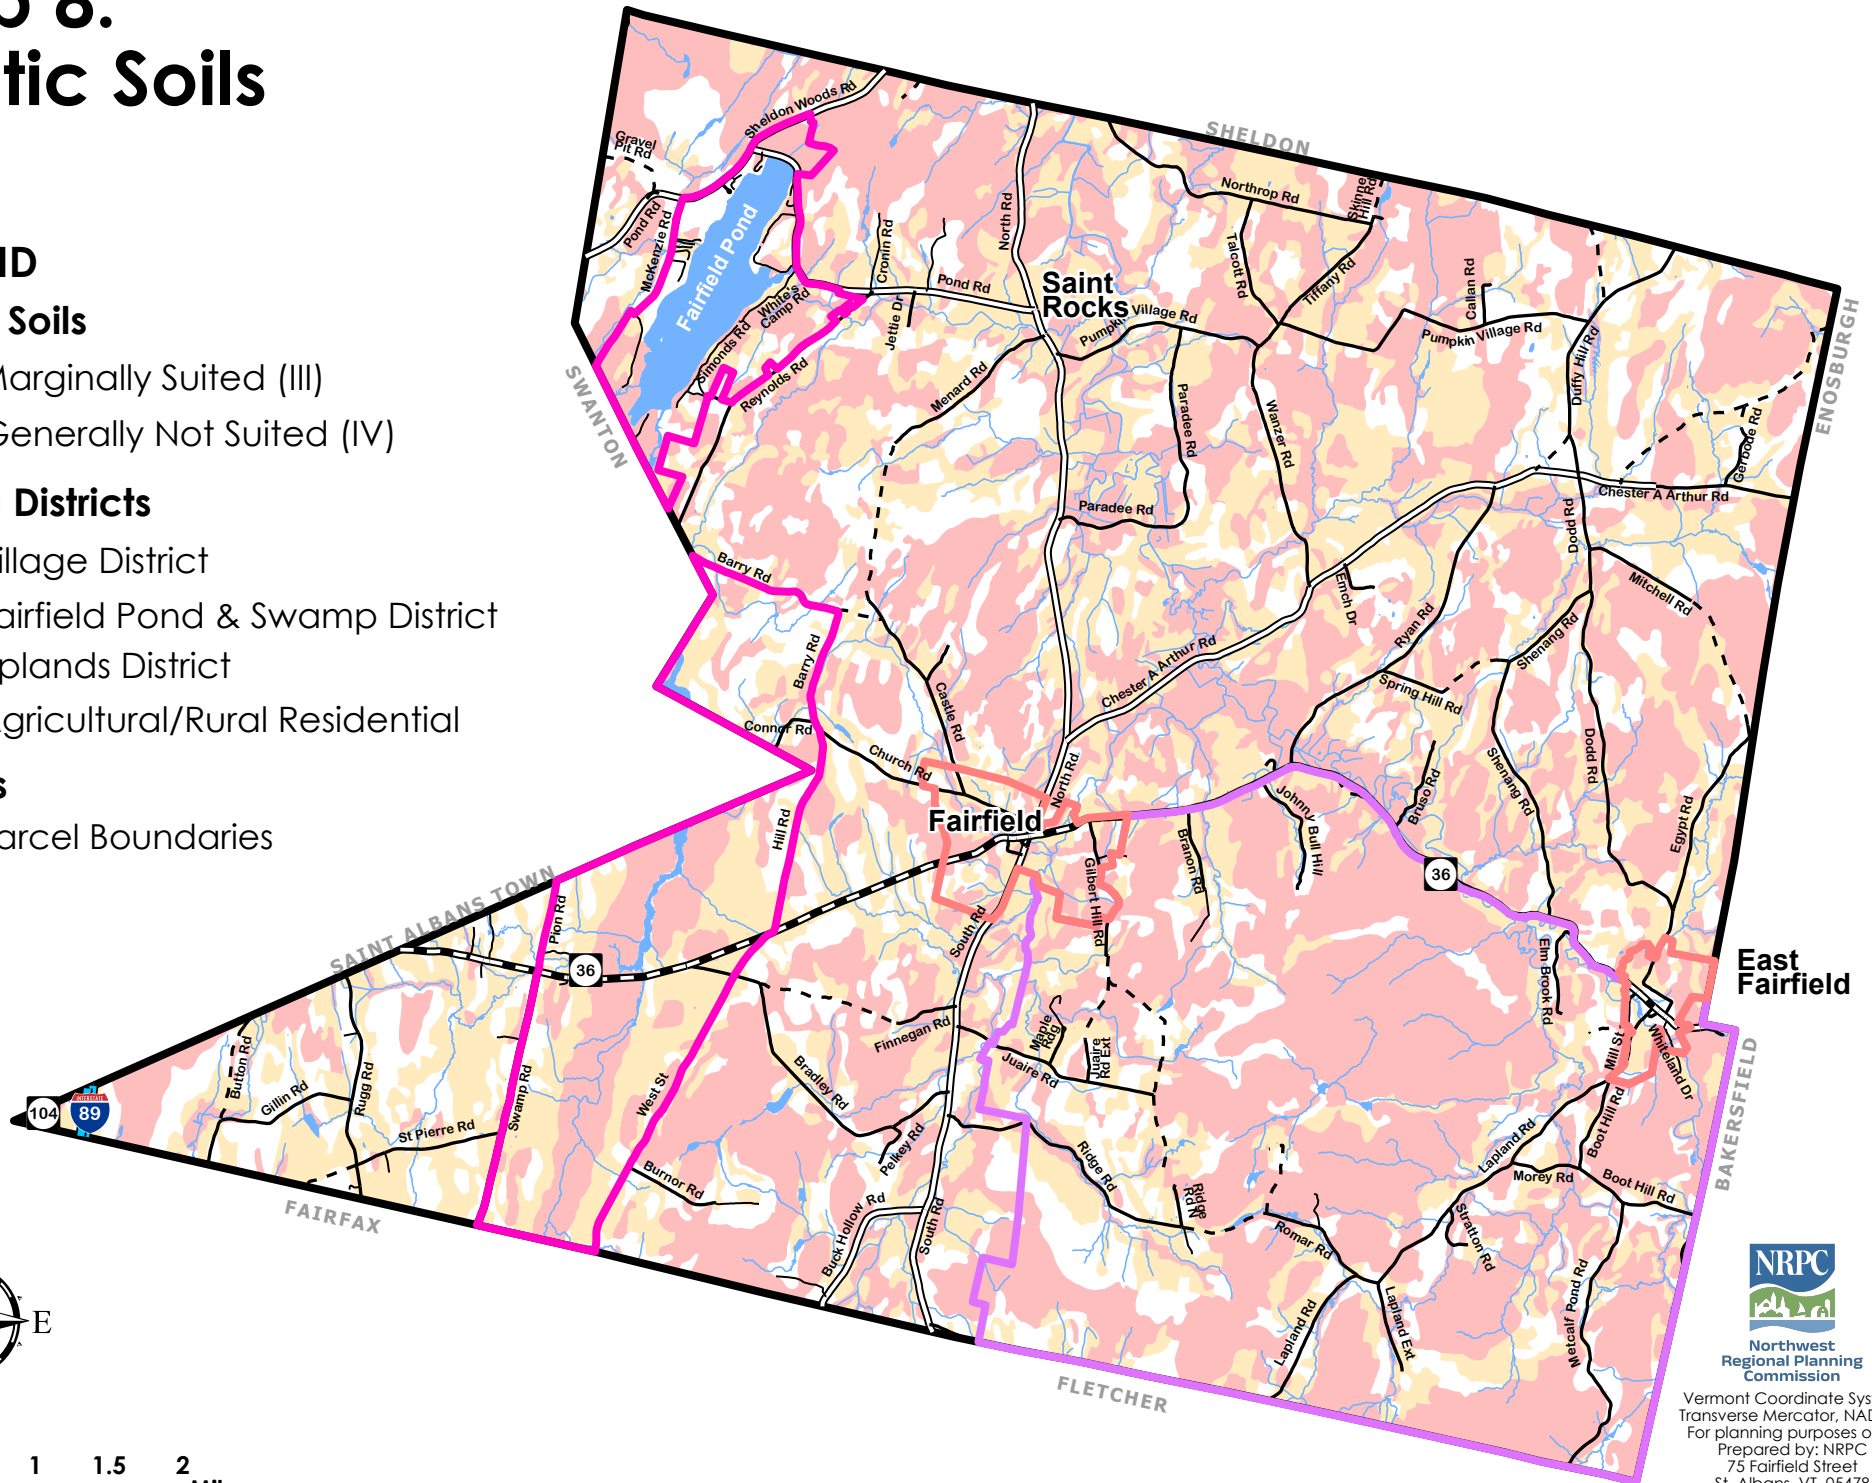 8.
tic Soils
Soils
Marginally Suited (III)
Generally Not Suited (IV)
Districts
illage District
airfield Pond & Swamp District
plands District
Agricultural/Rural Residential
arcel Boundaries
E
1 1.5 2
SHELDON
ENOSBURGH
SWANTON
SAINT ALBANS TOWN
FAIRFAX
FLETCHER
BAKERSFIELD
Saint
Rocks
Fairfield
East
Fairfield
Fairfield Pond
Sheldon Woods Rd
Gravel
Pit Rd
Pond Rd
McKenzie Rd
Cronin Rd
North Rd
Pond Rd
Jettie Dr
White's
Camp Rd
Simonds Rd
Reynolds Rd
Menard Rd
Northrop Rd
Hill Rd
Talcott Rd
Tiffany Rd
Callan Rd
Village Rd
Pumpkin Village Rd
Duffy Hill Rd
Gerbode Rd
Paradee Rd
Wanzer Rd
Paradee Rd
Chester A Arthur Rd
Dodd Rd
Mitchell Rd
Emch Dr
Ryan Rd
Shenang Rd
Spring Hill Rd
Chester A Arthur Rd
Barry Rd
Barry Rd
Castle Rd
Connor Rd
Church Rd
North Rd
Hill Rd
Shenang Rd
Dodd Rd
Bruso Rd
Egypt Rd
Johnny Bull Hill
Branon Rd
Gilbert Hill Rd
South Rd
36
36
Pion Rd
Elm Brook Rd
Mill St
Whiteland Dr
Finnegan Rd
Maple
Rdg
Juaire Rd
Juaire
Rd Ext
Bradley Rd
Pelkey Rd
West St
Swamp Rd
Button Rd
Gillin Rd
Rugg Rd
St Pierre Rd
104
INTERSTATE
89
Burnor Rd
Buck Hollow Rd
South Rd
Ridge Rd
Ridge
Rd N
Romar Rd
Lapland Rd
Boot Hill Rd
Morey Rd
Boot Hill Rd
Stratton Rd
Lapland Rd
Lapland Ext
Metcalf Pond Rd
NRPC
Northwest
Regional Planning
Commission
Vermont Coordinate Sys
Transverse Mercator, NAD
For planning purposes o
Prepared by: NRPC
75 Fairfield Street
St. Albans, VT 05478